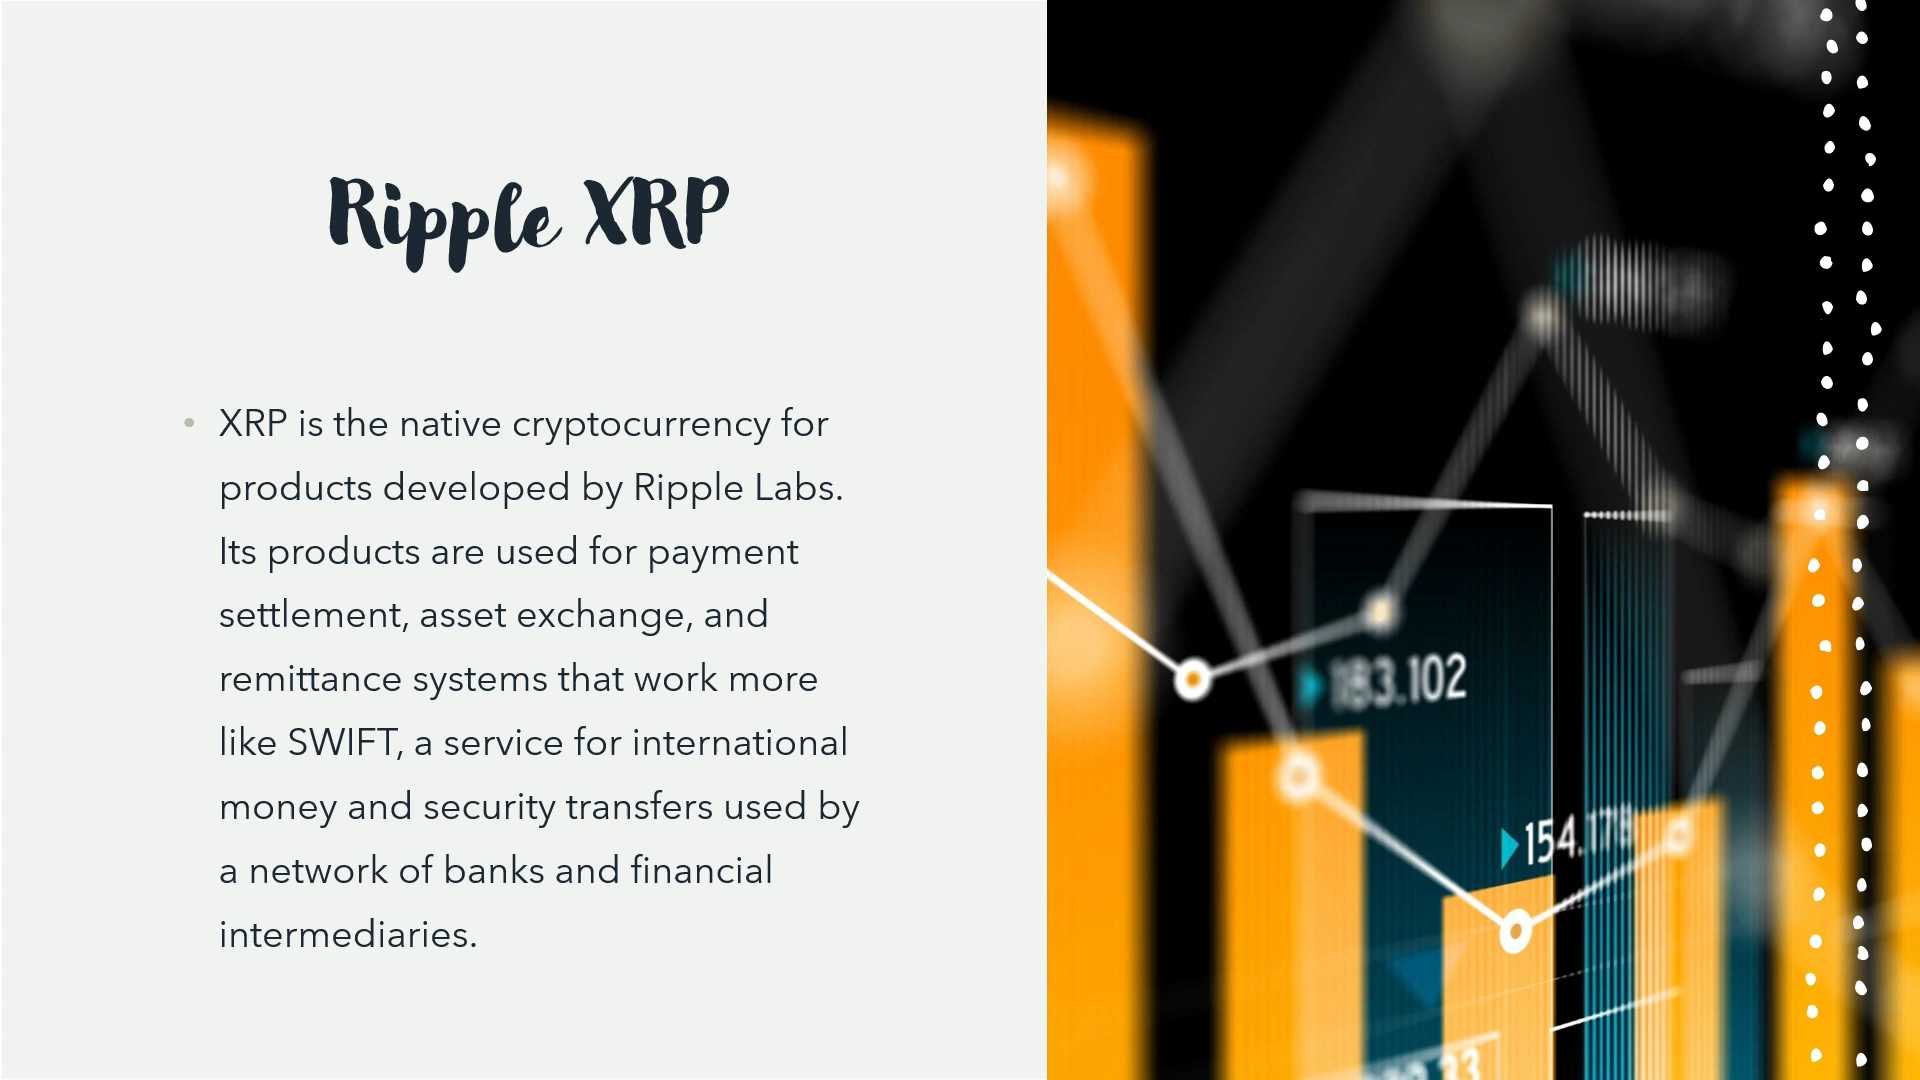 Ripple XRP
• XRP is the native cryptocurrency for
products developed by Ripple Labs.
Its products are used for payment
settlement, asset exchange, and
remittance systems that work more
like SWIFT, a service for international
money and security transfers used by
a network of banks and financial
intermediaries.
183.102
154.178